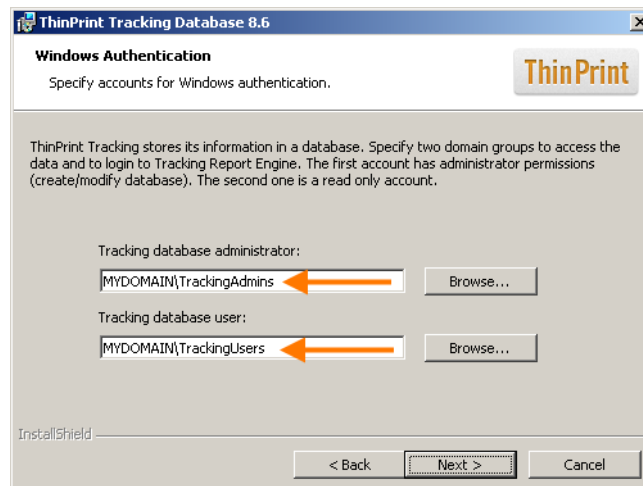 ThinPrint Tracking Database 8.6
Windows Authentication
Specify accounts for Windows authentication.
ThinPrint
ThinPrint Tracking stores its information in a database. Specify two domain groups to access the
data and to login to Tracking Report Engine. The first account has administrator permissions
(create/modify database). The second one is a read only account.
Tracking database administrator:
MYDOMAIN\TrackingAdmins
Browse...
Tracking database user:
MYDOMAIN\TrackingUsers
Browse...
InstallShield
< Back
Next >
Cancel